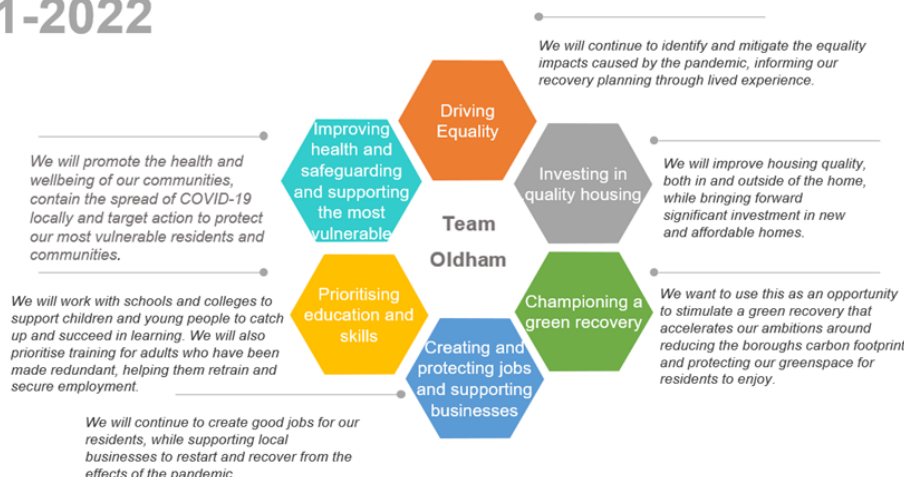 1-2022
Driving
Equality
We will continue to identify and mitigate the equality
impacts caused by the pandemic, informing our
recovery planning through lived experience.
Investing in
quality housing
We will improve housing quality,
both in and outside of the home,
while bringing forward
significant investment in new
and affordable homes.
Championing a
green recovery
We want to use this as an opportunity
to stimulate a green recovery that
accelerates our ambitions around
reducing the boroughs carbon footprint
and protecting our greenspace for
residents to enjoy.
Creating and
protecting jobs
and supporting
businesses
We will continue to create good jobs for our
residents, while supporting local
businesses to restart and recover from the
effects of the pandemic
Prioritising
education and
skills
We will work with schools and colleges to
support children and young people to catch
up and succeed in learning. We will also
prioritise training for adults who have been
made redundant, helping them retrain and
secure employment.
Improving
health and
safeguarding
and supporting
the most
vulnerable
We will promote the health and
wellbeing of our communities,
contain the spread of COVID-19
locally and target action to protect
our most vulnerable residents and
communities.
Team
Oldham